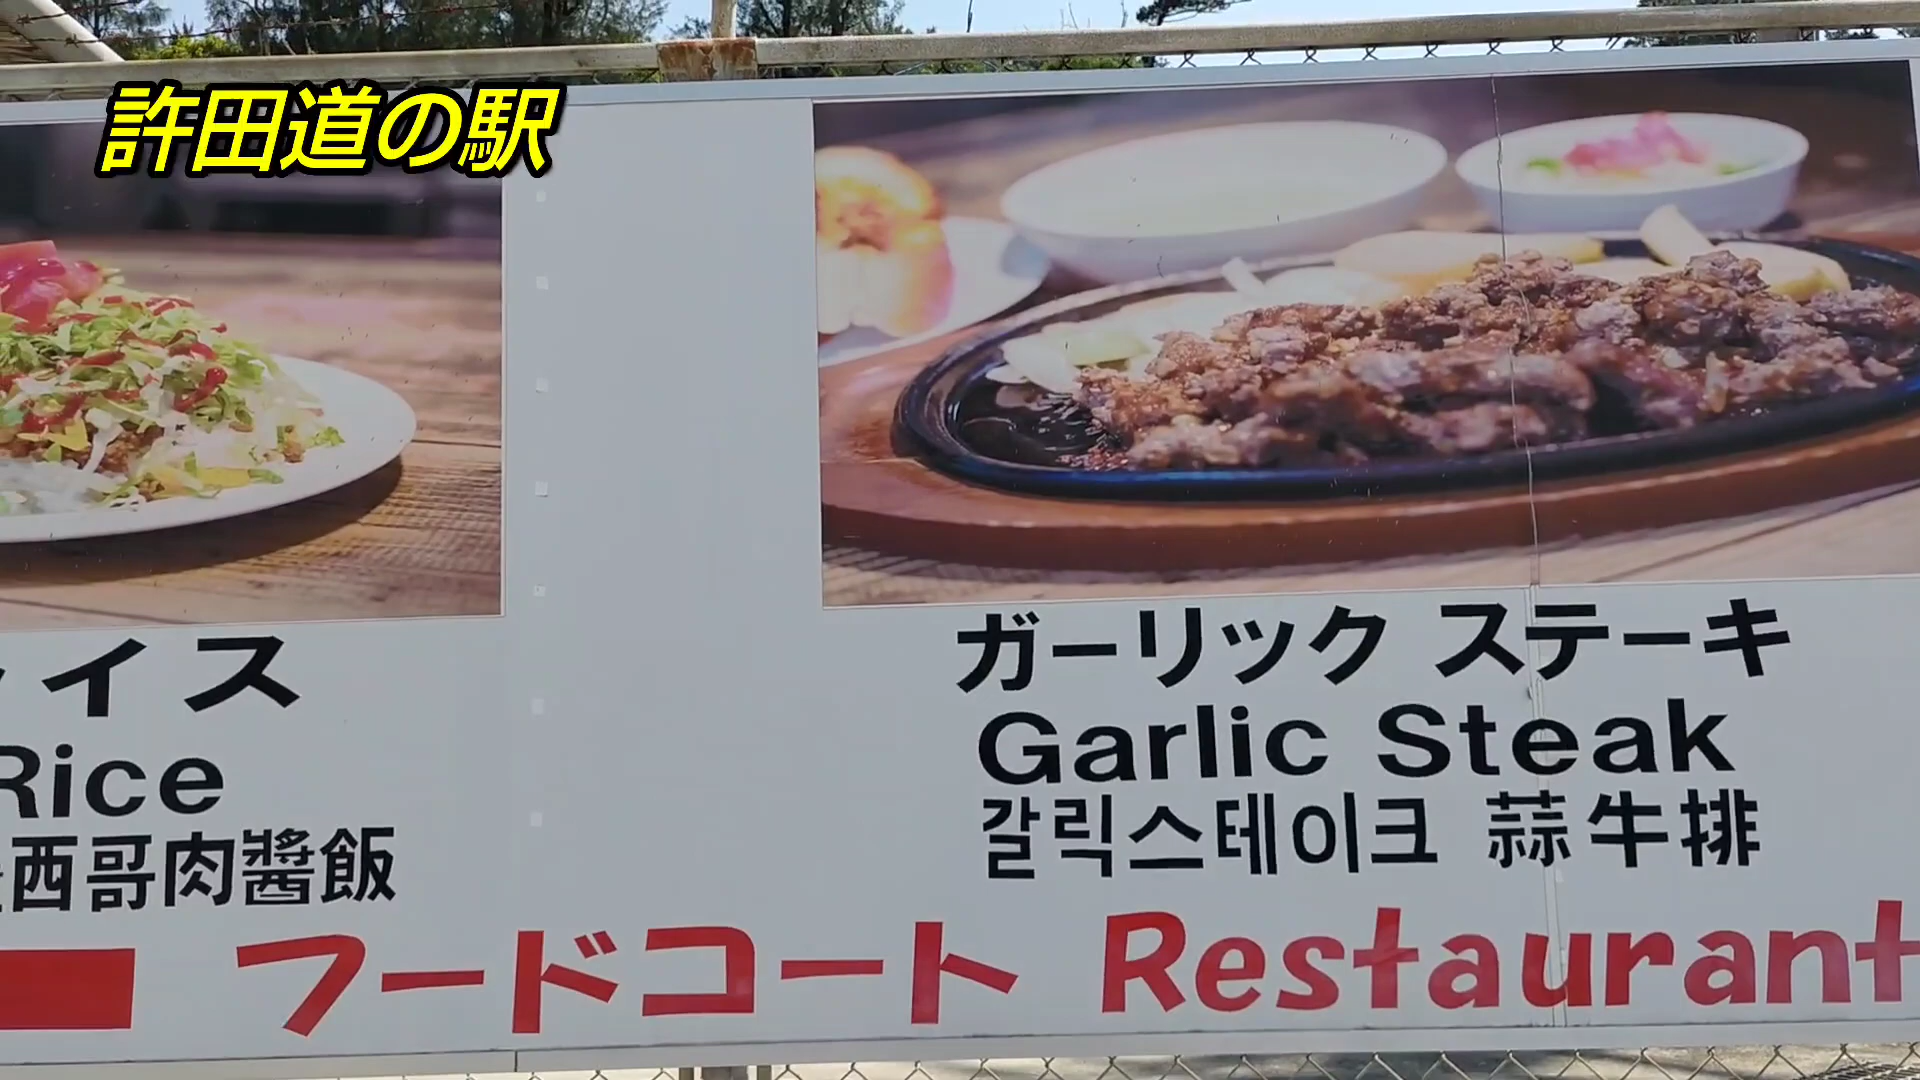 許田道の駅
イス
Rice
西哥肉醬飯
ガーリック ステーキ
Garlic Steak
갈릭스테이크 蒜牛排
フードコート Restaurant